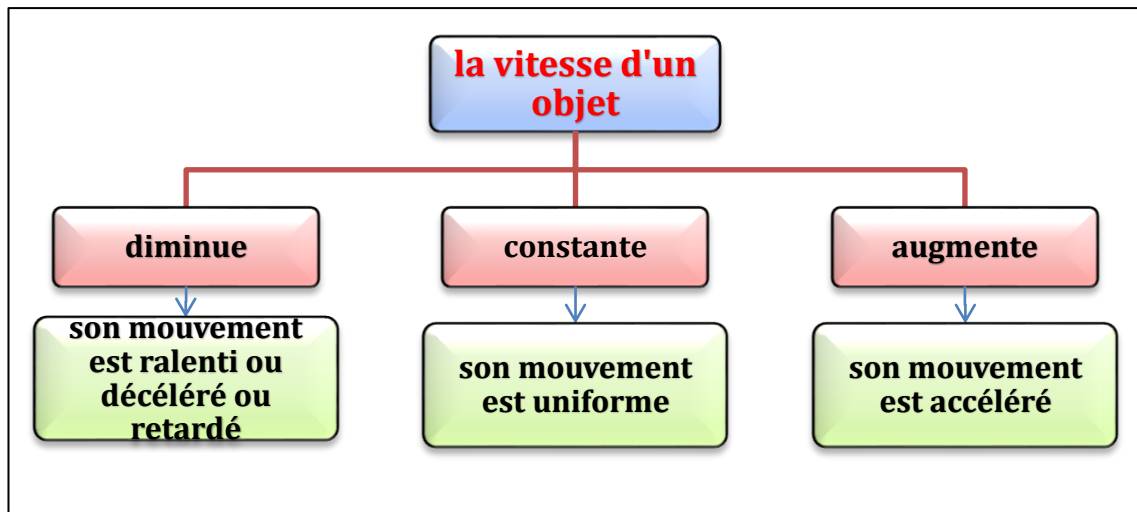 la vitesse d'un
objet
diminue
constante
augmente
son mouvement
est ralenti ou
décéléré ou
retardé
son mouvement
est uniforme
son mouvement
est accéléré